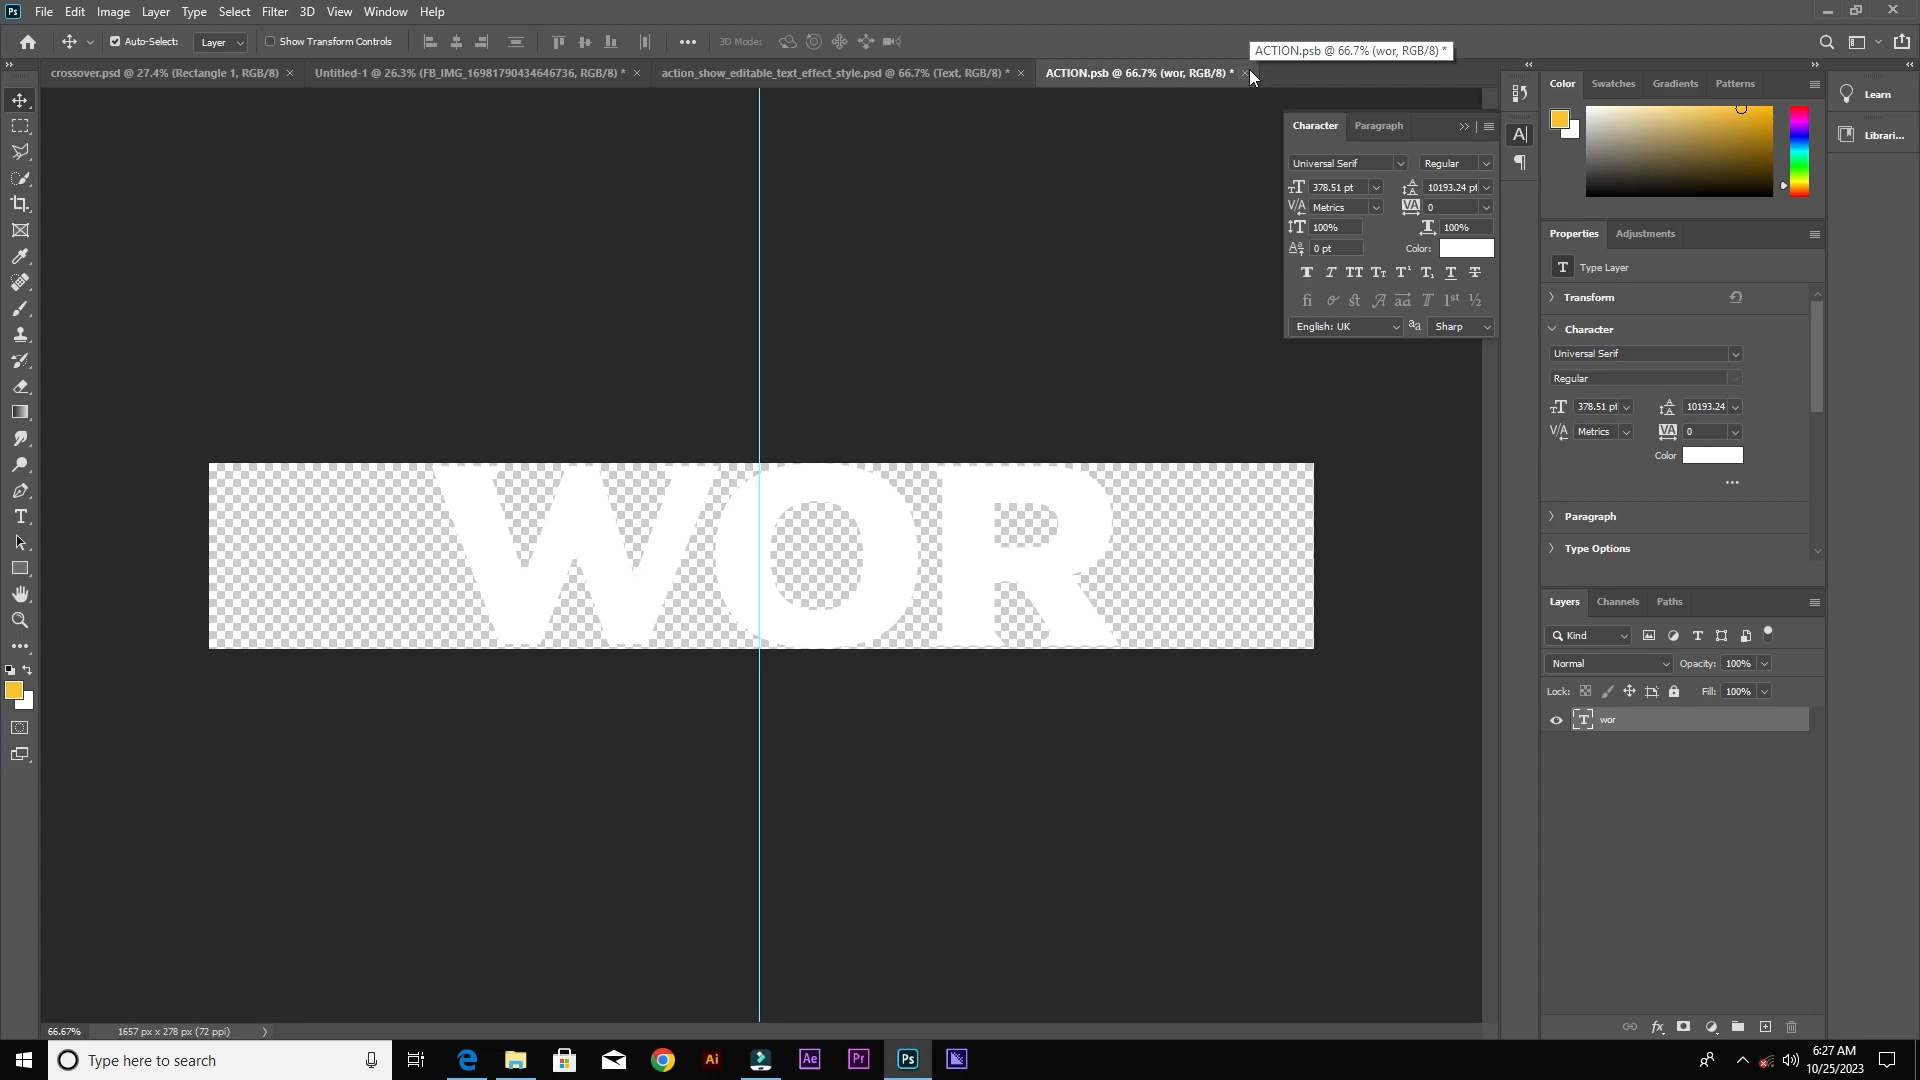 Ps File Edit Image Layer Type Select Filter 3D View Window Help
Auto-Select: Layer Show Transform Controls 3D Mode:
ACTION.psb @ 66.7% (wor, RGB/8) *
crossover.psd @ 27.4% (Rectangle 1, RGB/8) Untitled-1 @ 26.3% (FB_IMG_16981790434646736, RGB/8) * action_show_editable_text_effect_style.psd @ 66.7% (Text, RGB/8) * ACTION.psb @ 66.7% (wor, RGB/8) *
Character Paragraph
Universal Serif Regular
378.51 pt 10193.24 pt
Metrics 0
100% 100%
0 pt Color:
English: UK Sharp
WOR
Color Swatches Gradients Patterns
Learn
Librari...
Properties Adjustments
Type Layer
Transform
Character
Universal Serif
Regular
378.51 pt 10193.24
Metrics 0
Color
Paragraph
Type Options
Layers Channels Paths
Kind
Normal Opacity: 100%
Lock: Fill: 100%
wor
66.67% 1657 px x 278 px (72 ppi)
Type here to search
Ai Ae Pr Ps
6:27 AM
10/25/2023